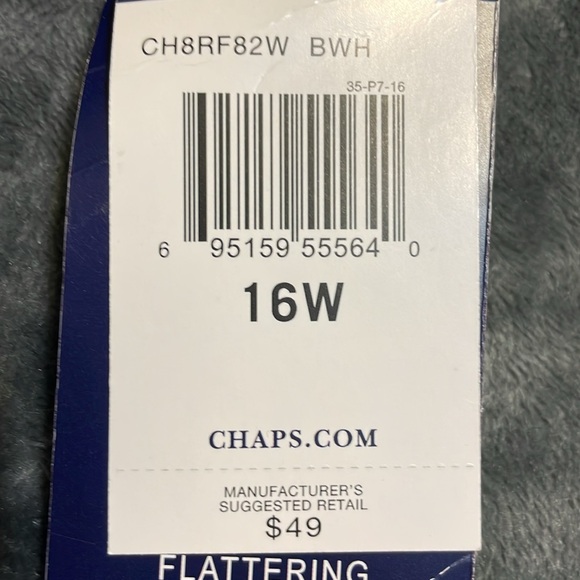 CH8RF82W BWH
35-P7-16
6 95159 55564 0
16W
CHAPS.COM
MANUFACTURER'S
SUGGESTED RETAIL
$49
FLATTERING